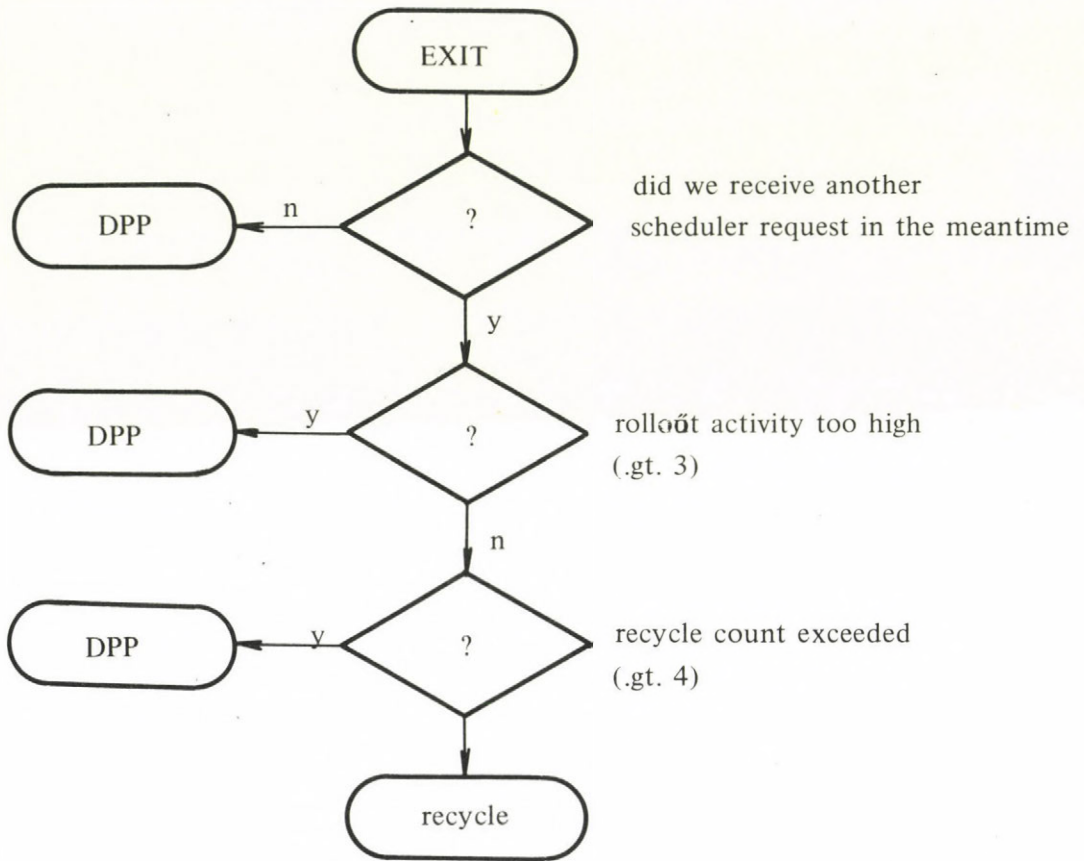 EXIT
did we receive another
scheduler request in the meantime
n
?
DPP
y
rollőut activity too high
(.gt. 3)
y
?
DPP
n
recycle count exceeded
(.gt. 4)
y
?
DPP
recycle